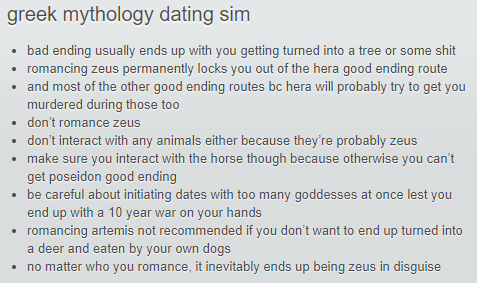 greek mythology dating sim
• bad ending usually ends up with you getting turned into a tree or some shit
• romancing zeus permanently locks you out of the hera good ending route
• and most of the other good ending routes bc hera will probably try to get you
murdered during those too
• don't romance zeus
• don't interact with any animals either because they're probably zeus
• make sure you interact with the horse though because otherwise you can't
get poseidon good ending
• be careful about initiating dates with too many goddesses at once lest you
end up with a 10 year war on your hands
• romancing artemis not recommended if you don't want to end up turned into
a deer and eaten by your own dogs
• no matter who you romance, it inevitably ends up being zeus in disguise